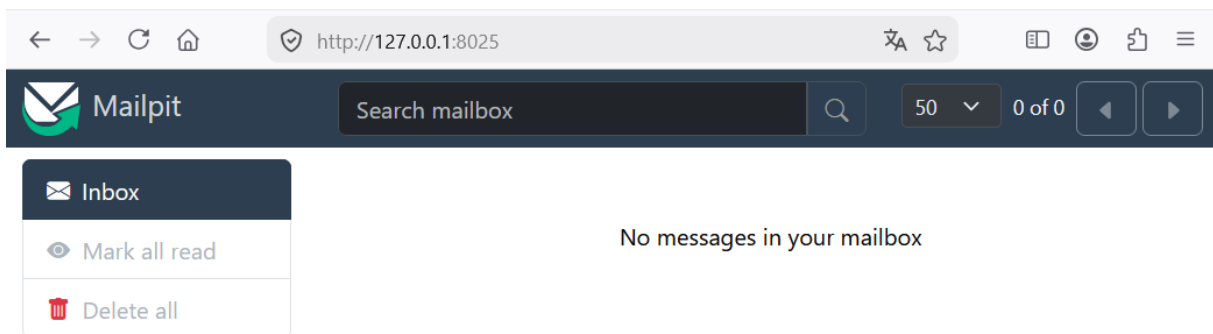 http://127.0.0.1:8025
Mailpit
Search mailbox
50
0 of 0
Inbox
No messages in your mailbox
Mark all read
Delete all